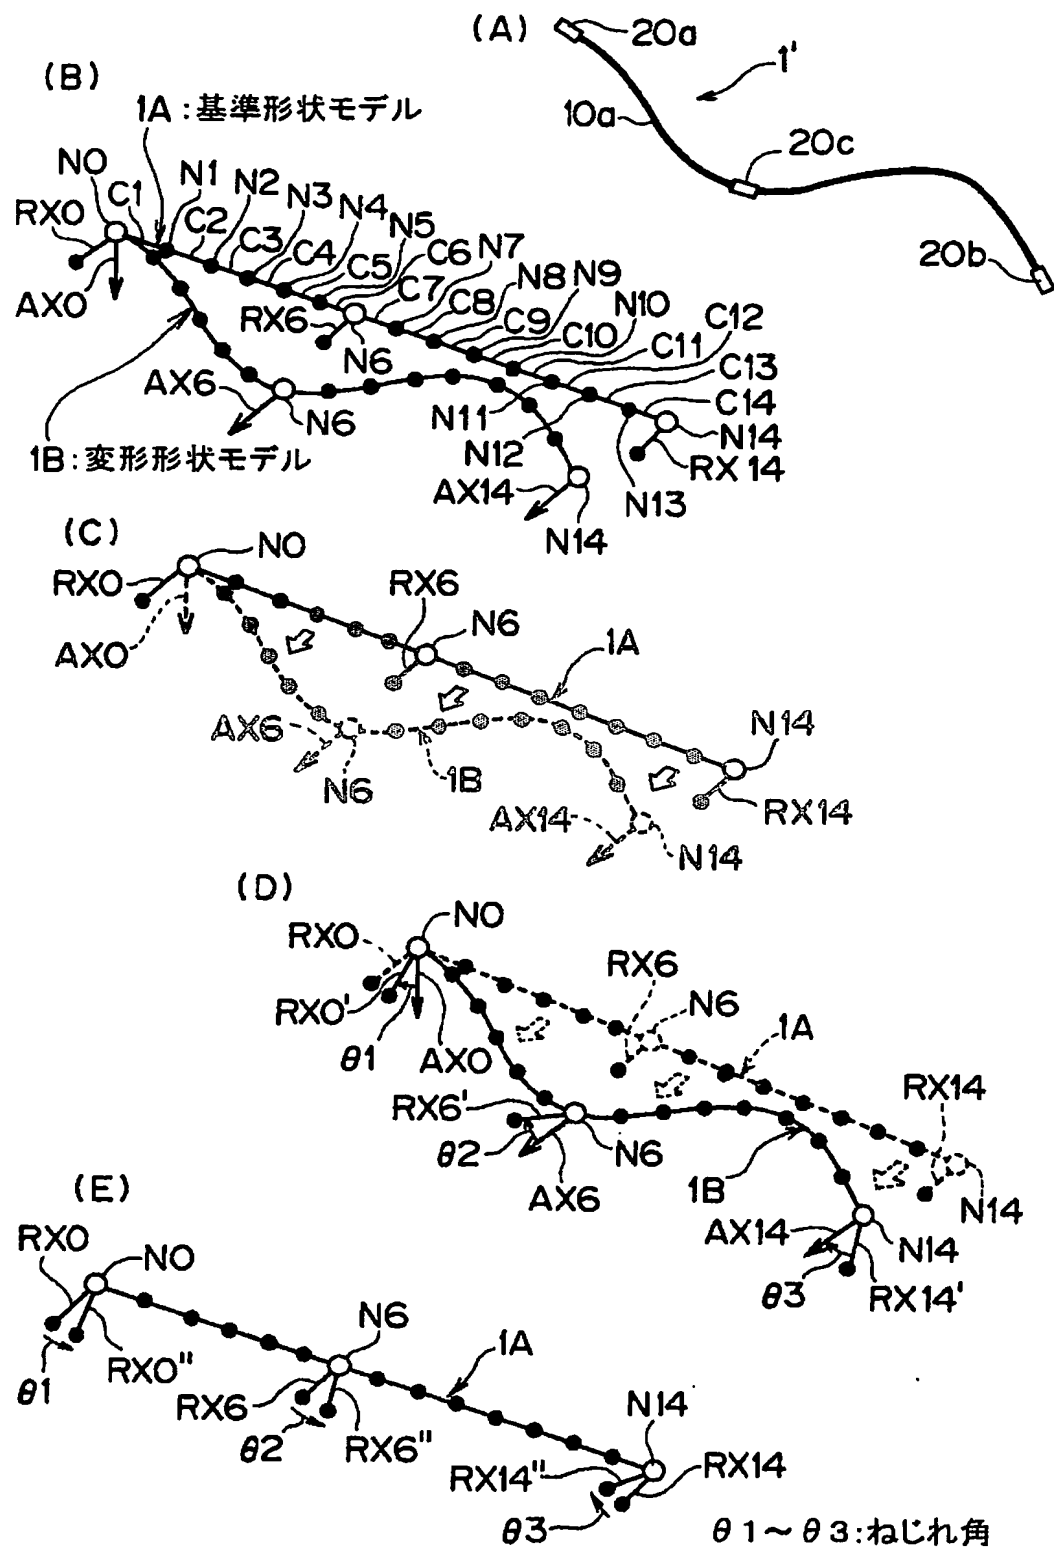 (A)
20a
1'
10a
20c
20b
(B)
1A:基準形状モデル
N0
C1
N1
C2
N2
C3
N3
C4
N4
C5
N5
C6
N7
C7
N8
C8
N9
C9
N10
C10
C11
C12
C13
C14
RX0
AX0
RX6
N6
AX6
N6
N11
N12
N13
N14
RX14
AX14
N14
1B:変形形状モデル
(C)
N0
RX0
AX0
RX6
N6
1A
AX6
N6
1B
N14
RX14
AX14
N14
(D)
N0
RX0
RX0'
θ1
AX0
RX6
N6
1A
RX6'
θ2
N6
AX6
1B
RX14
N14
AX14
N14
θ3
RX14'
(E)
RX0
N0
θ1
RX0"
N6
1A
RX6
θ2
RX6"
N14
RX14"
RX14
θ3
θ1~θ3:ねじれ角